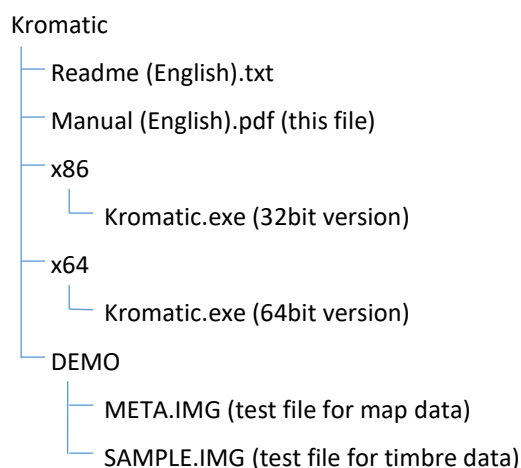 Kromatic
Readme (English).txt
Manual (English).pdf (this file)
x86
Kromatic.exe (32bit version)
x64
Kromatic.exe (64bit version)
DEMO
META.IMG (test file for map data)
SAMPLE.IMG (test file for timbre data)